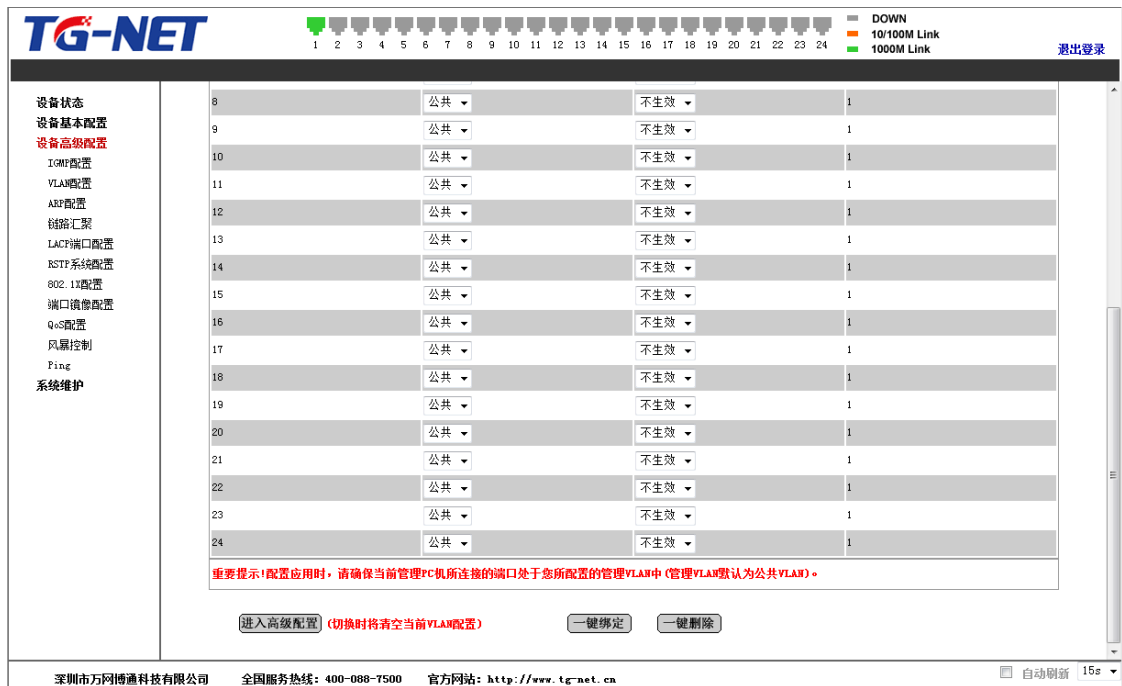 TG-NET
DOWN
10/100M Link
1000M Link
1 2 3 4 5 6 7 8 9 10 11 12 13 14 15 16 17 18 19 20 21 22 23 24
退出登录
设备状态
设备基本配置
设备高级配置
IGMP配置
VLAN配置
ARP配置
链路汇聚
LACP端口配置
RSTP系统配置
802.1X配置
端口镜像配置
QoS配置
风暴控制
Ping
系统维护
8 公共 不生效 1
9 公共 不生效 1
10 公共 不生效 1
11 公共 不生效 1
12 公共 不生效 1
13 公共 不生效 1
14 公共 不生效 1
15 公共 不生效 1
16 公共 不生效 1
17 公共 不生效 1
18 公共 不生效 1
19 公共 不生效 1
20 公共 不生效 1
21 公共 不生效 1
22 公共 不生效 1
23 公共 不生效 1
24 公共 不生效 1
重要提示!配置应用时，请确保当前管理PC机所连接的端口处于您所配置的管理VLAN中(管理VLAN默认为公共VLAN)。
进入高级配置 (切换时将清空当前VLAN配置) 一键绑定 一键删除
深圳市万网博通科技有限公司 全国服务热线: 400-088-7500 官方网站: http://www.tg-net.cn
自动刷新 15s